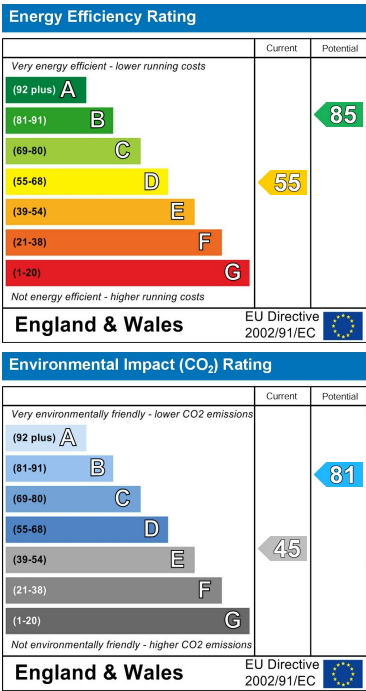 Energy Efficiency Rating
Current Potential
Very energy efficient - lower running costs
(92 plus) A
(81-91) B
85
(69-80) C
(55-68) D
55
(39-54) E
(21-38) F
(1-20) G
Not energy efficient - higher running costs
England & Wales
EU Directive
2002/91/EC
Environmental Impact (CO₂) Rating
Current Potential
Very environmentally friendly - lower CO2 emissions
(92 plus) A
(81-91) B
81
(69-80) C
(55-68) D
(39-54) E
45
(21-38) F
(1-20) G
Not environmentally friendly - higher CO2 emissions
England & Wales
EU Directive
2002/91/EC